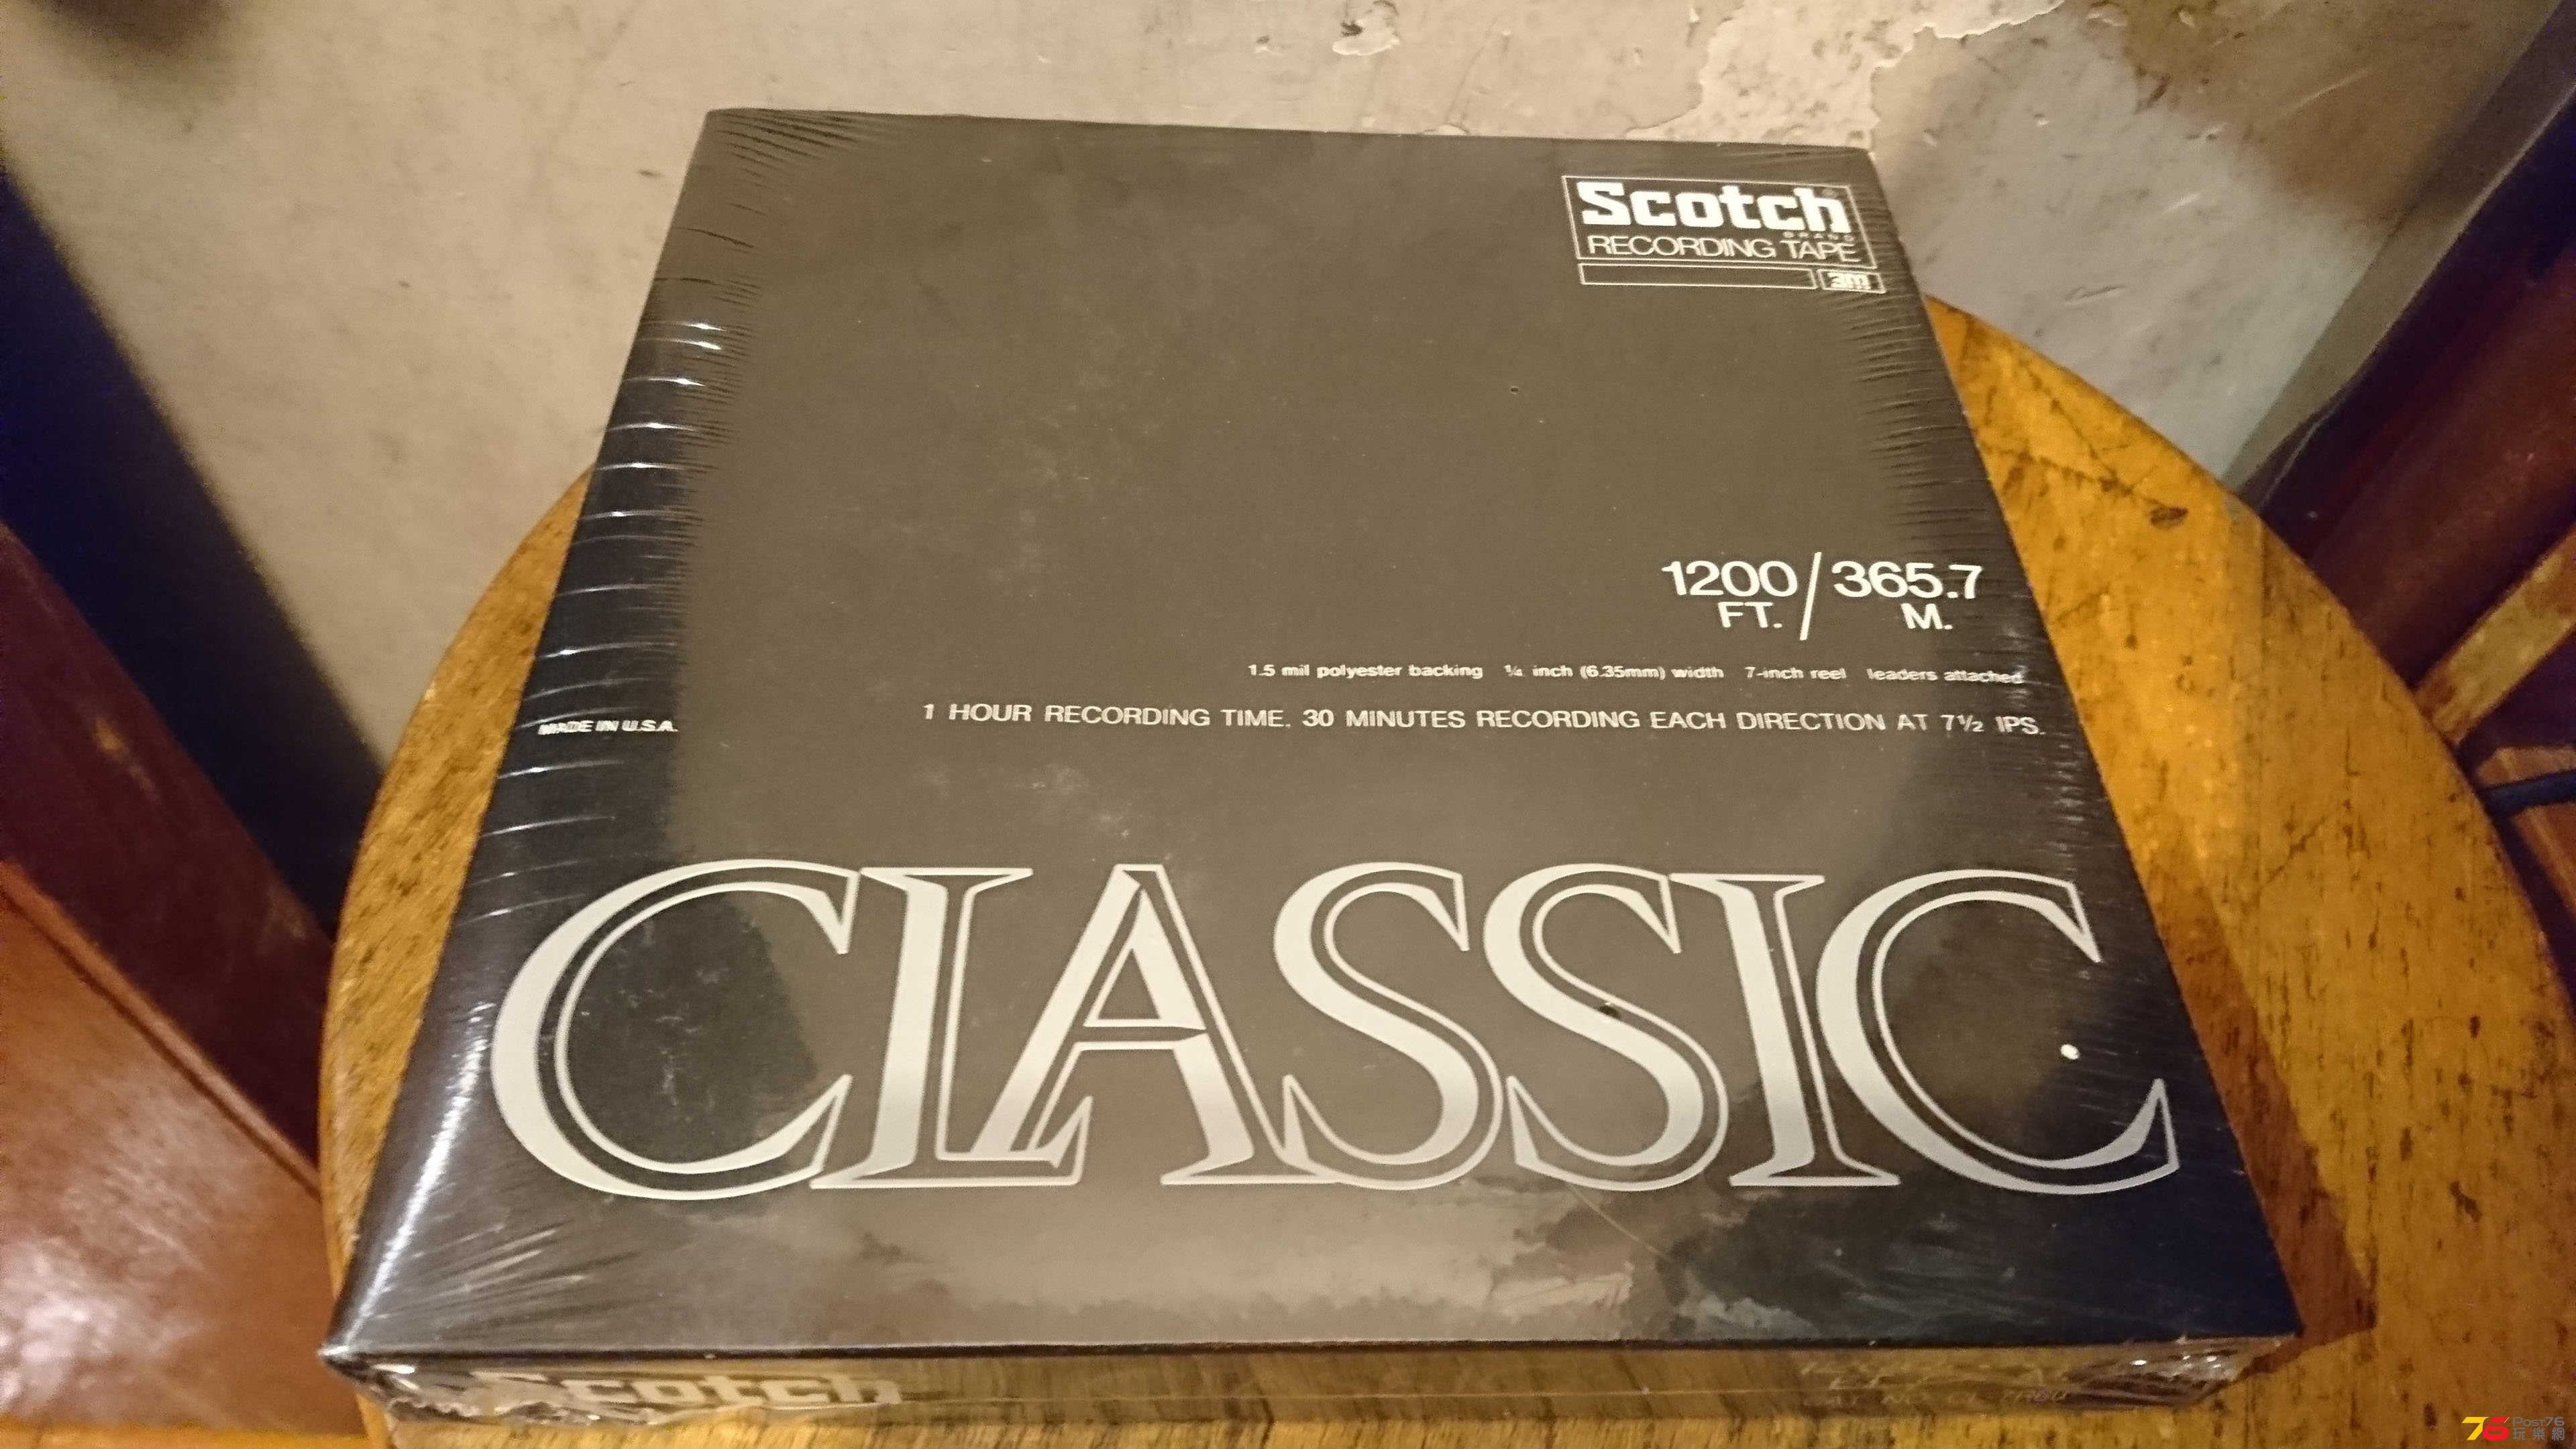 Scotch®
BRAND
RECORDING TAPE
3M
1200 / 365.7
FT. M.
1.5 mil polyester backing ¼ inch (6.35mm) width 7-inch reel leaders attached
1 HOUR RECORDING TIME. 30 MINUTES RECORDING EACH DIRECTION AT 7½ IPS.
MADE IN U.S.A.
CLASSIC
Scotch
76 POST76
玩樂網